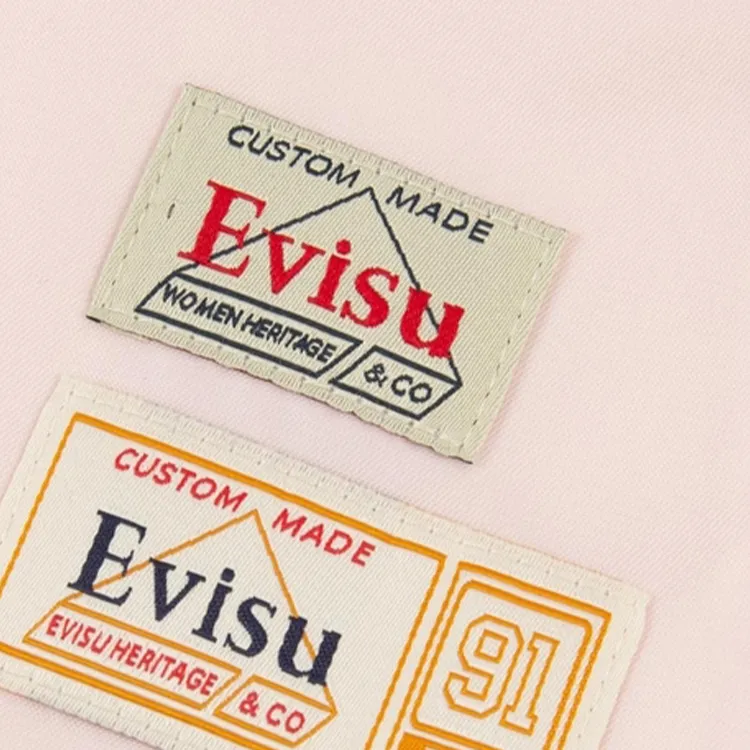 CUSTOM MADE
Evisu
WOMEN HERITAGE & CO
CUSTOM MADE
Evisu
EVISU HERITAGE & CO
91